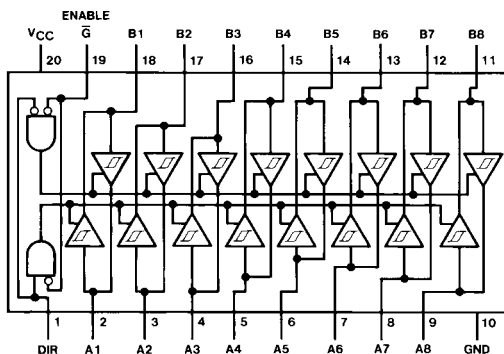 ENABLE
VCC G̅ B1 B2 B3 B4 B5 B6 B7 B8
20 19 18 17 16 15 14 13 12 11
1 2 3 4 5 6 7 8 9 10
DIR A1 A2 A3 A4 A5 A6 A7 A8 GND